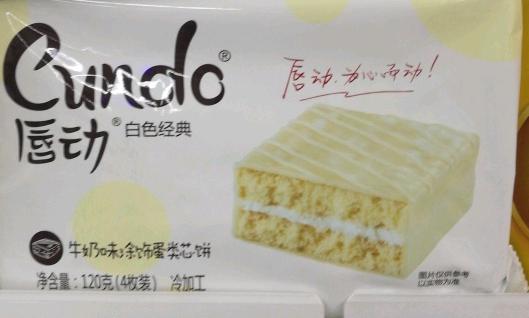 Cundo®
唇动®白色经典
唇动,为心而动!
牛奶味涂饰蛋类芯饼
净含量:120克(4枚装) 冷加工
图片仅供参考
以实物为准